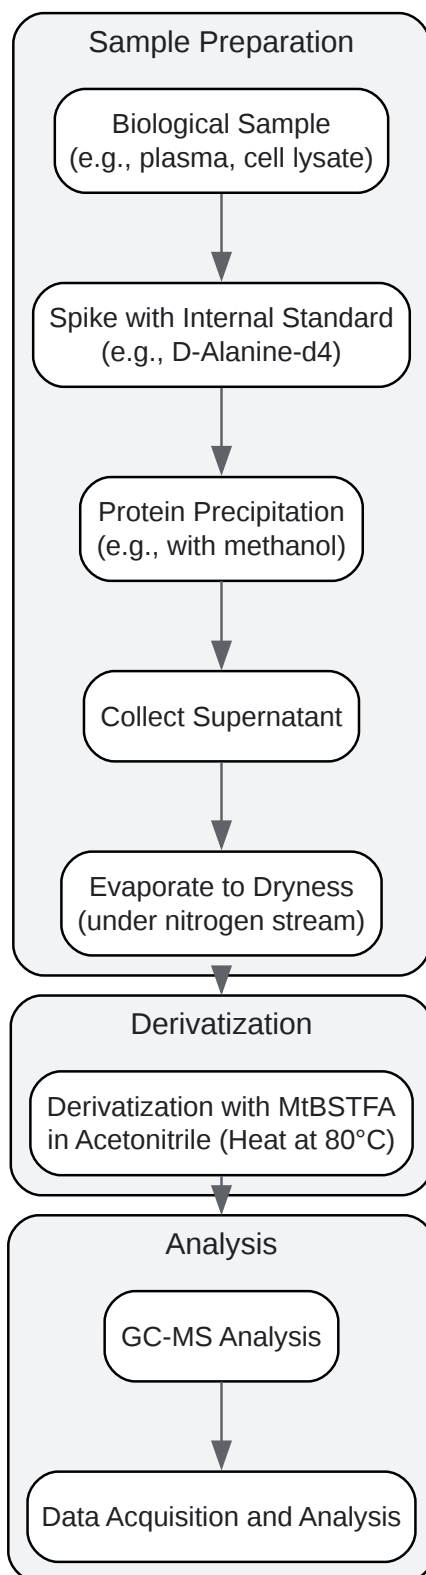 Sample Preparation
Biological Sample
(e.g., plasma, cell lysate)
Spike with Internal Standard
(e.g., D-Alanine-d4)
Protein Precipitation
(e.g., with methanol)
Collect Supernatant
Evaporate to Dryness
(under nitrogen stream)
Derivatization
Derivatization with MtBSTFA
in Acetonitrile (Heat at 80°C)
Analysis
GC-MS Analysis
Data Acquisition and Analysis